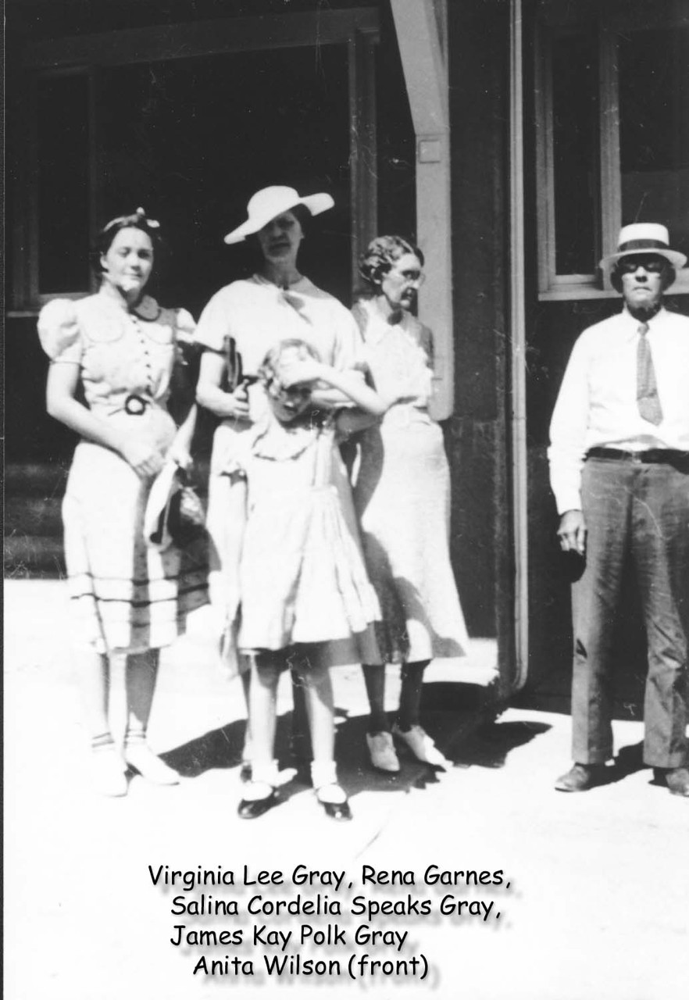 Virginia Lee Gray, Rena Garnes,
Salina Cordelia Speaks Gray,
James Kay Polk Gray
Anita Wilson (front)